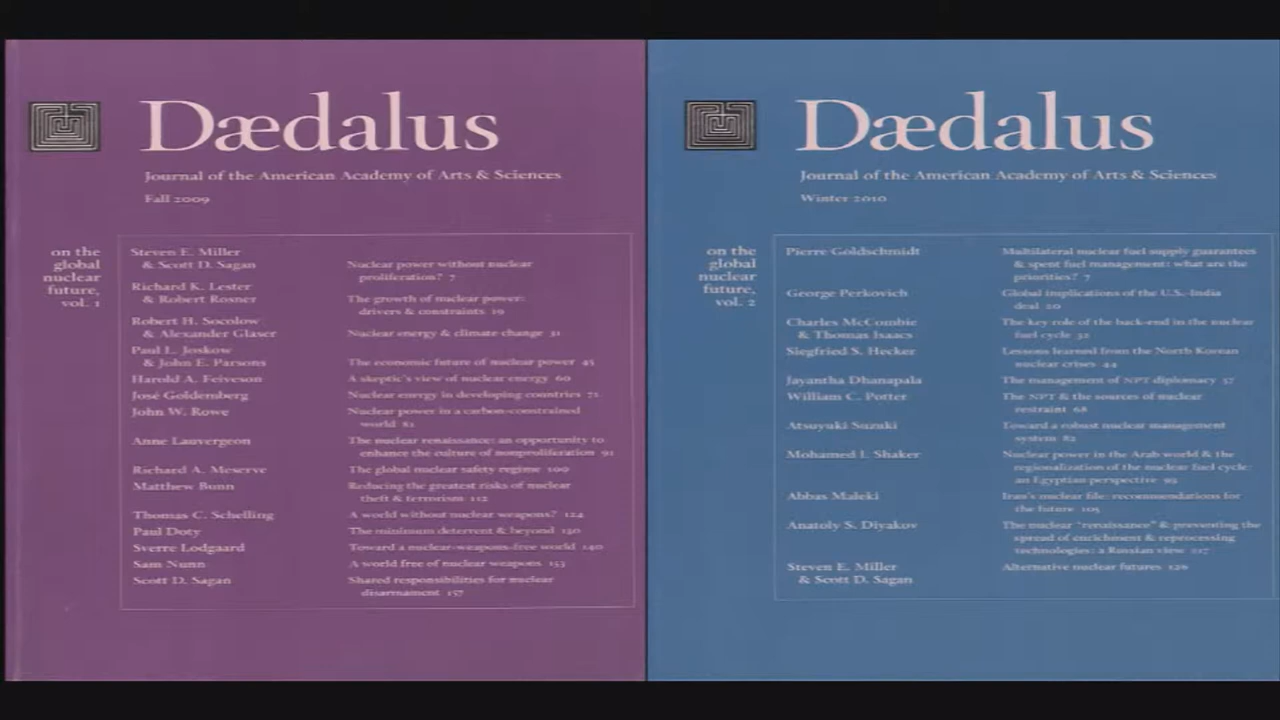 Dædalus
Journal of the American Academy of Arts & Sciences
Fall 2009
on the
global
nuclear
future,
vol. 1
Steven E. Miller
& Scott D. Sagan
Nuclear power without nuclear
proliferation? 7
Richard K. Lester
& Robert Rosner
The growth of nuclear power:
drivers & constraints 19
Robert H. Socolow
& Alexander Glaser
Nuclear energy & climate change 31
Paul L. Joskow
& John E. Parsons
The economic future of nuclear power 45
Harold A. Feiveson
A skeptic's view of nuclear energy 60
José Goldemberg
Nuclear energy in developing countries 71
John W. Rowe
Nuclear power in a carbon-constrained
world 81
Anne Lauvergeon
The nuclear renaissance: an opportunity to
enhance the culture of nonproliferation 91
Richard A. Meserve
The global nuclear safety regime 100
Matthew Bunn
Reducing the greatest risks of nuclear
theft & terrorism 112
Thomas C. Schelling
A world without nuclear weapons? 124
Paul Doty
The minimum deterrent & beyond 130
Sverre Lodgaard
Toward a nuclear-weapons-free world 140
Sam Nunn
A world free of nuclear weapons 153
Scott D. Sagan
Shared responsibilities for nuclear
disarmament 157
Dædalus
Journal of the American Academy of Arts & Sciences
Winter 2010
on the
global
nuclear
future,
vol. 2
Pierre Goldschmidt
Multilateral nuclear fuel supply guarantees
& spent fuel management: what are the
priorities? 7
George Perkovich
Global implications of the U.S.-India
deal 20
Charles McCombie
& Thomas Isaacs
The key role of the back-end in the nuclear
fuel cycle 32
Siegfried S. Hecker
Lessons learned from the North Korean
nuclear crises 44
Jayantha Dhanapala
The management of NPT diplomacy 57
William C. Potter
The NPT & the sources of nuclear
restraint 68
Atsuyuki Suzuki
Toward a robust nuclear management
system 82
Mohamed I. Shaker
Nuclear power in the Arab world & the
regionalization of the nuclear fuel cycle:
an Egyptian perspective 93
Abbas Maleki
Iran's nuclear file: recommendations for
the future 105
Anatoly S. Diyakov
The nuclear "renaissance" & preventing the
spread of enrichment & reprocessing
technologies: a Russian view 117
Steven E. Miller
& Scott D. Sagan
Alternative nuclear futures 126